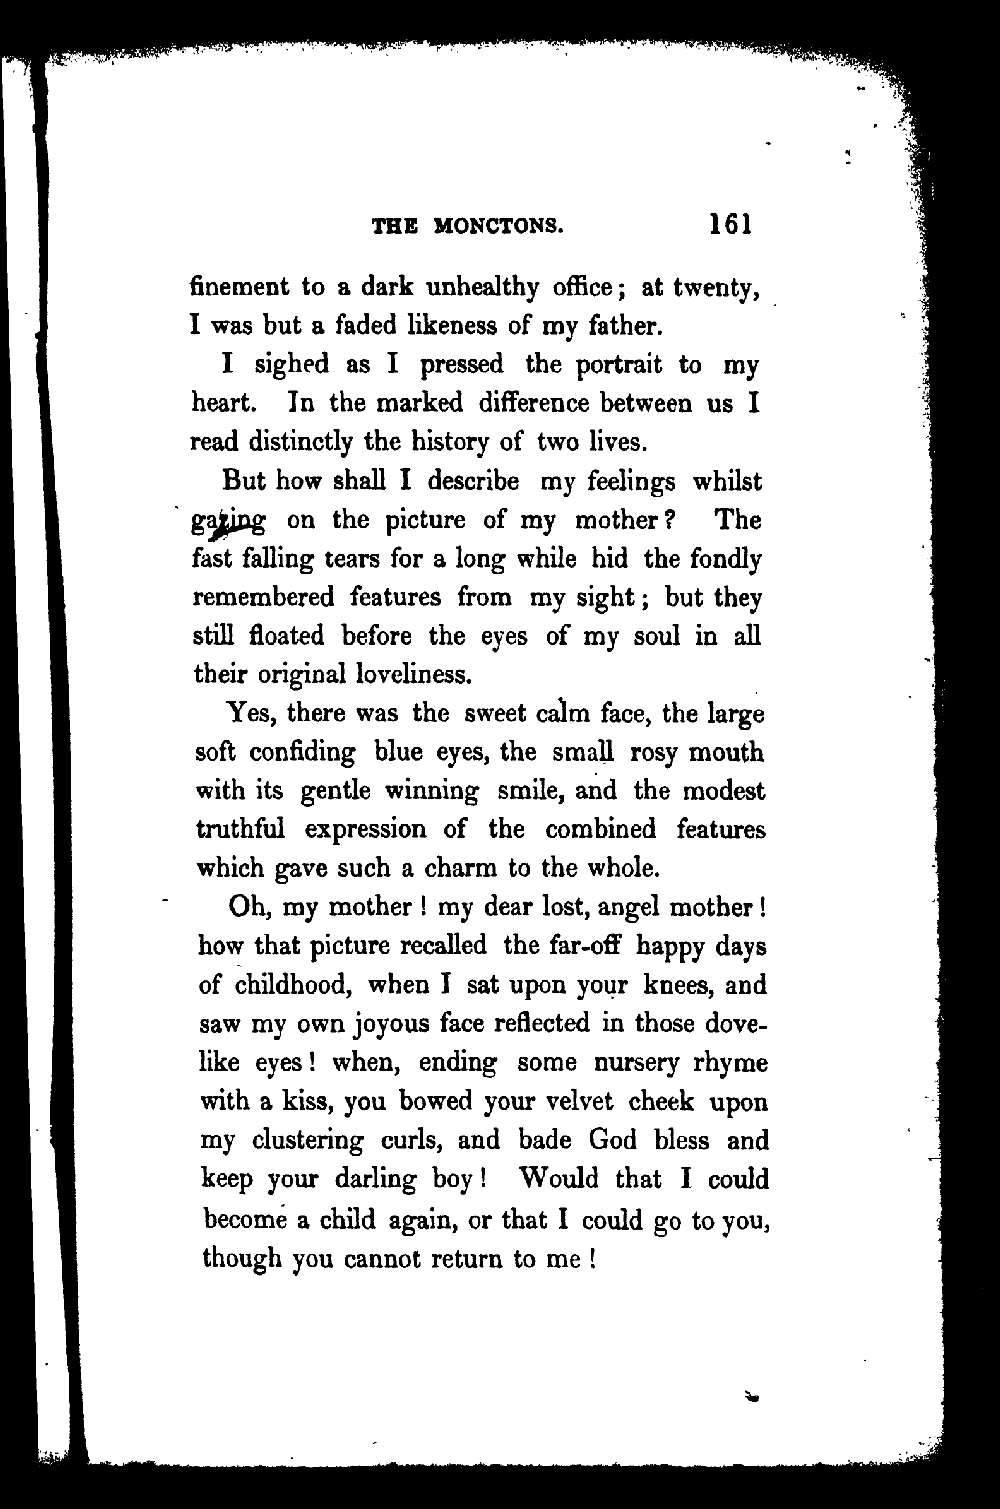 THE MONCTONS. 161
finement to a dark unhealthy office; at twenty,
I was but a faded likeness of my father.
I sighed as I pressed the portrait to my
heart. In the marked difference between us I
read distinctly the history of two lives.
But how shall I describe my feelings whilst
gazing on the picture of my mother? The
fast falling tears for a long while hid the fondly
remembered features from my sight; but they
still floated before the eyes of my soul in all
their original loveliness.
Yes, there was the sweet calm face, the large
soft confiding blue eyes, the small rosy mouth
with its gentle winning smile, and the modest
truthful expression of the combined features
which gave such a charm to the whole.
Oh, my mother! my dear lost, angel mother!
how that picture recalled the far-off happy days
of childhood, when I sat upon your knees, and
saw my own joyous face reflected in those dove-
like eyes! when, ending some nursery rhyme
with a kiss, you bowed your velvet cheek upon
my clustering curls, and bade God bless and
keep your darling boy! Would that I could
become a child again, or that I could go to you,
though you cannot return to me!